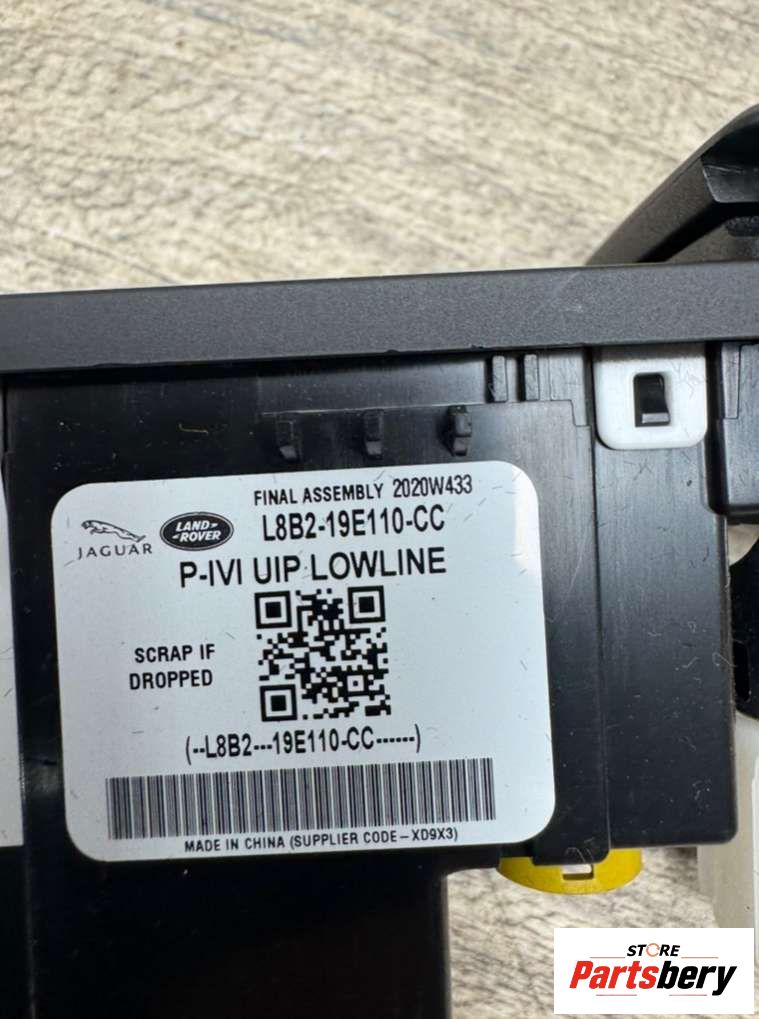 FINAL ASSEMBLY 2020W433
JAGUAR
LAND-
ROVER
L8B2-19E110-CC
P-IVI UIP LOWLINE
SCRAP IF
DROPPED
(--L8B2---19E110-CC------)
MADE IN CHINA (SUPPLIER CODE-XD9X3)
STORE
Partsbery